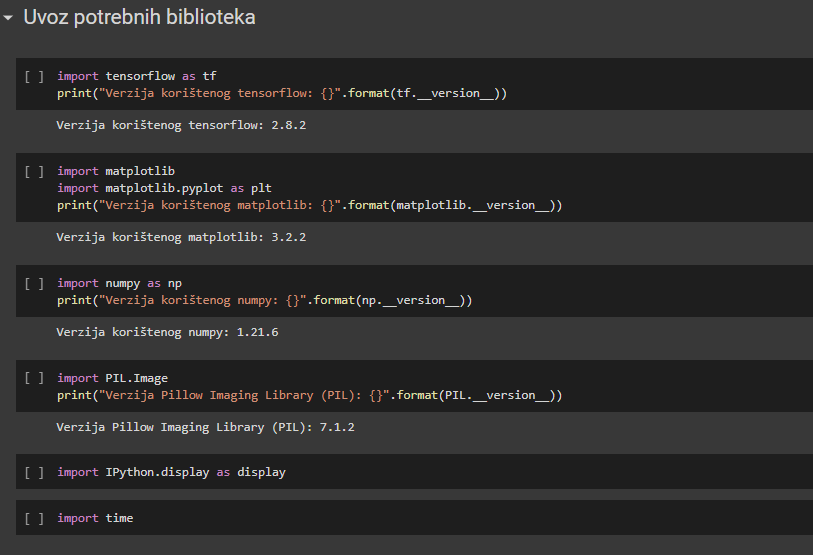 Uvoz potrebnih biblioteka
[ ] import tensorflow as tf
print("Verzija korištenog tensorflow: {}".format(tf.__version__))
Verzija korištenog tensorflow: 2.8.2
[ ] import matplotlib
import matplotlib.pyplot as plt
print("Verzija korištenog matplotlib: {}".format(matplotlib.__version__))
Verzija korištenog matplotlib: 3.2.2
[ ] import numpy as np
print("Verzija korištenog numpy: {}".format(np.__version__))
Verzija korištenog numpy: 1.21.6
[ ] import PIL.Image
print("Verzija Pillow Imaging Library (PIL): {}".format(PIL.__version__))
Verzija Pillow Imaging Library (PIL): 7.1.2
[ ] import IPython.display as display
[ ] import time